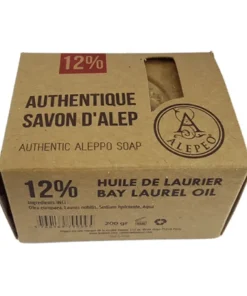 12%
AUTHENTIQUE
SAVON D'ALEP
AUTHENTIC ALEPPO SOAP
A
ALEPEO
12% HUILE DE LAURIER
BAY LAUREL OIL
200 gr